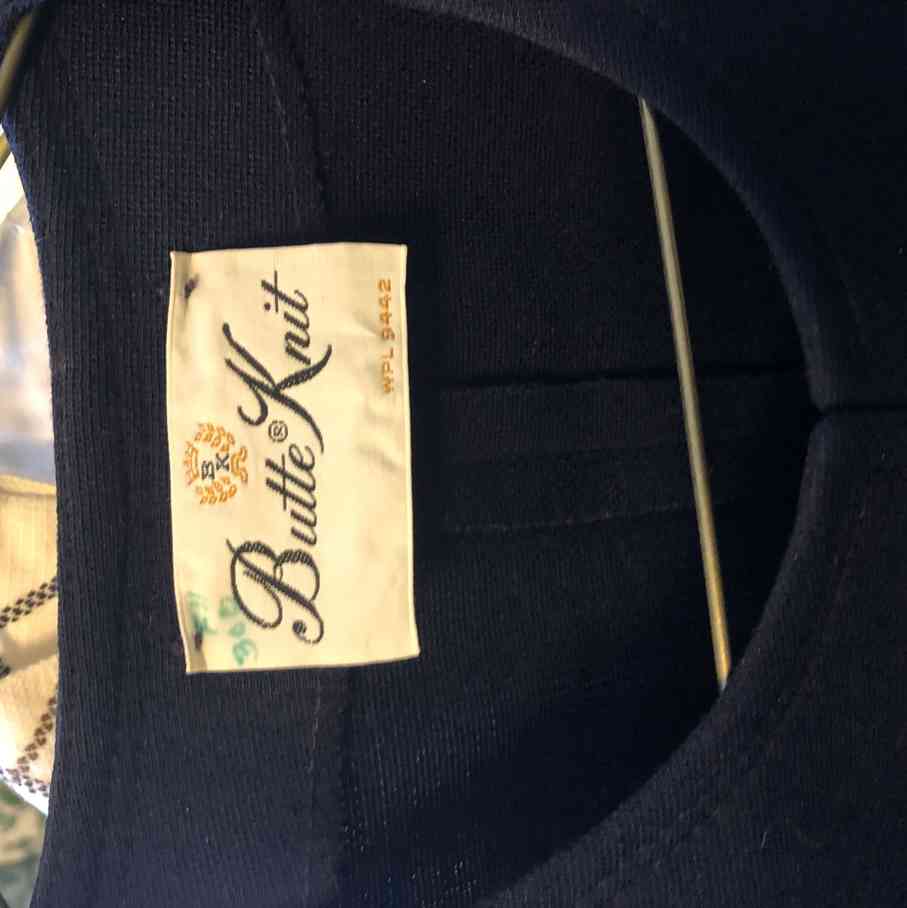 BK
Butte Knit®
WPL 9442